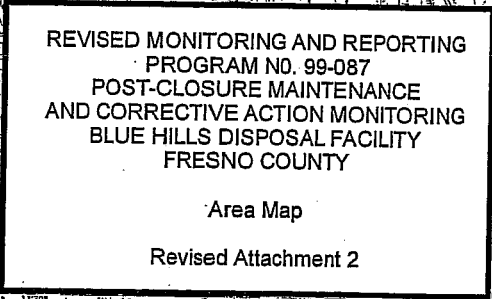 REVISED MONITORING AND REPORTING
PROGRAM N0. 99-087
POST-CLOSURE MAINTENANCE
AND CORRECTIVE ACTION MONITORING
BLUE HILLS DISPOSAL FACILITY
FRESNO COUNTY
Area Map
Revised Attachment 2